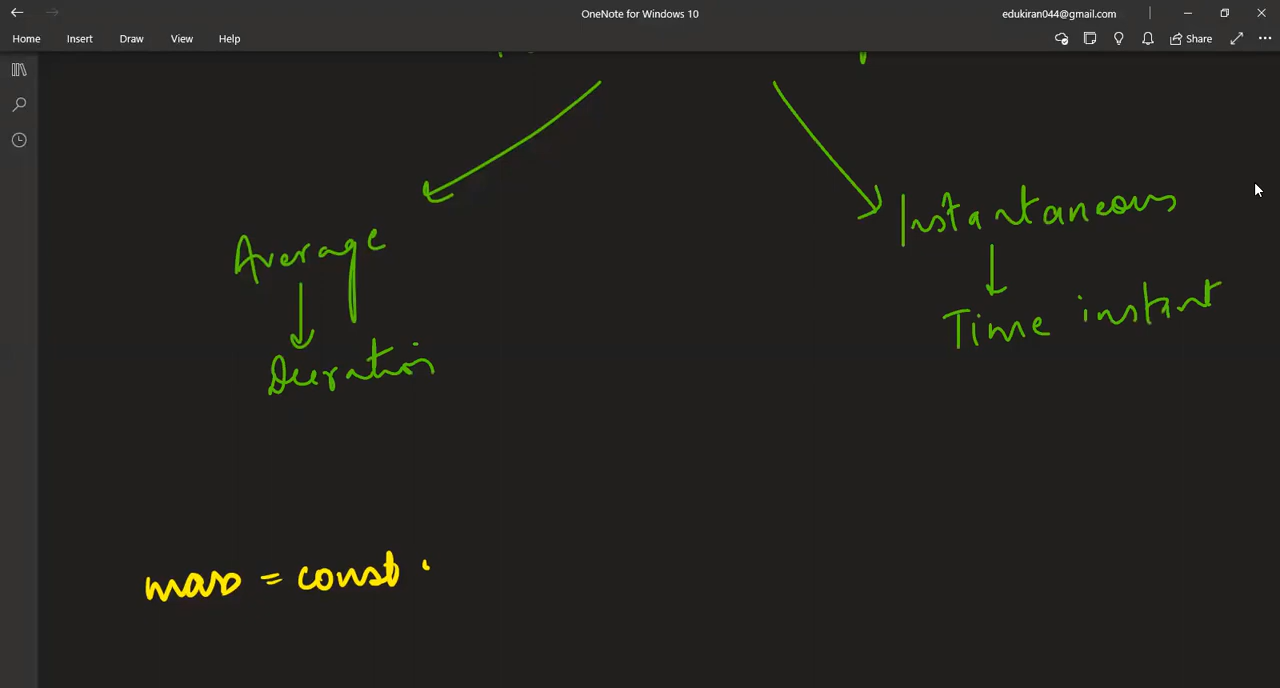 OneNote for Windows 10
edukiran044@gmail.com
Home Insert Draw View Help
Share
Average
Duration
Instantaneous
Time instant
mass = const .